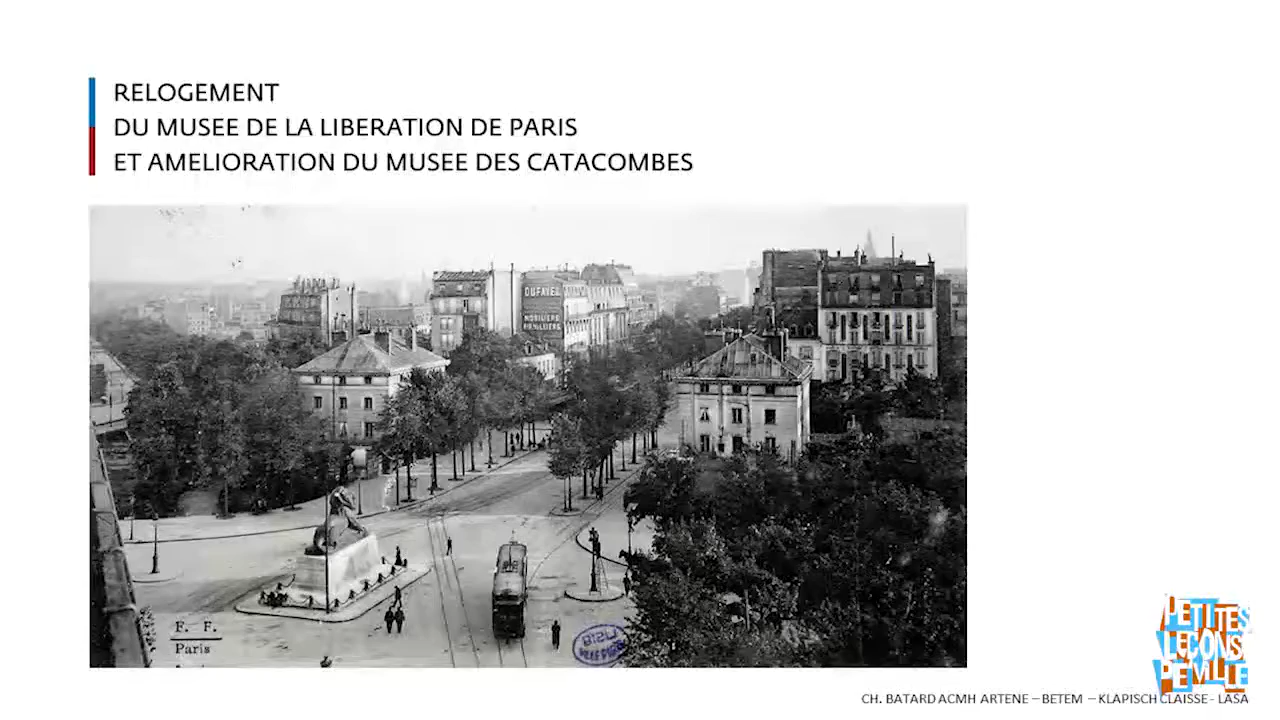 RELOGEMENT
DU MUSEE DE LA LIBERATION DE PARIS
ET AMELIORATION DU MUSEE DES CATACOMBES
DUFAYEL
E. F.
Paris
PETITES
LEÇONS
DE VILLE
CH. BATARD ACMH ARTENE – BETEM – KLAPISCH CLAISSE - LASA